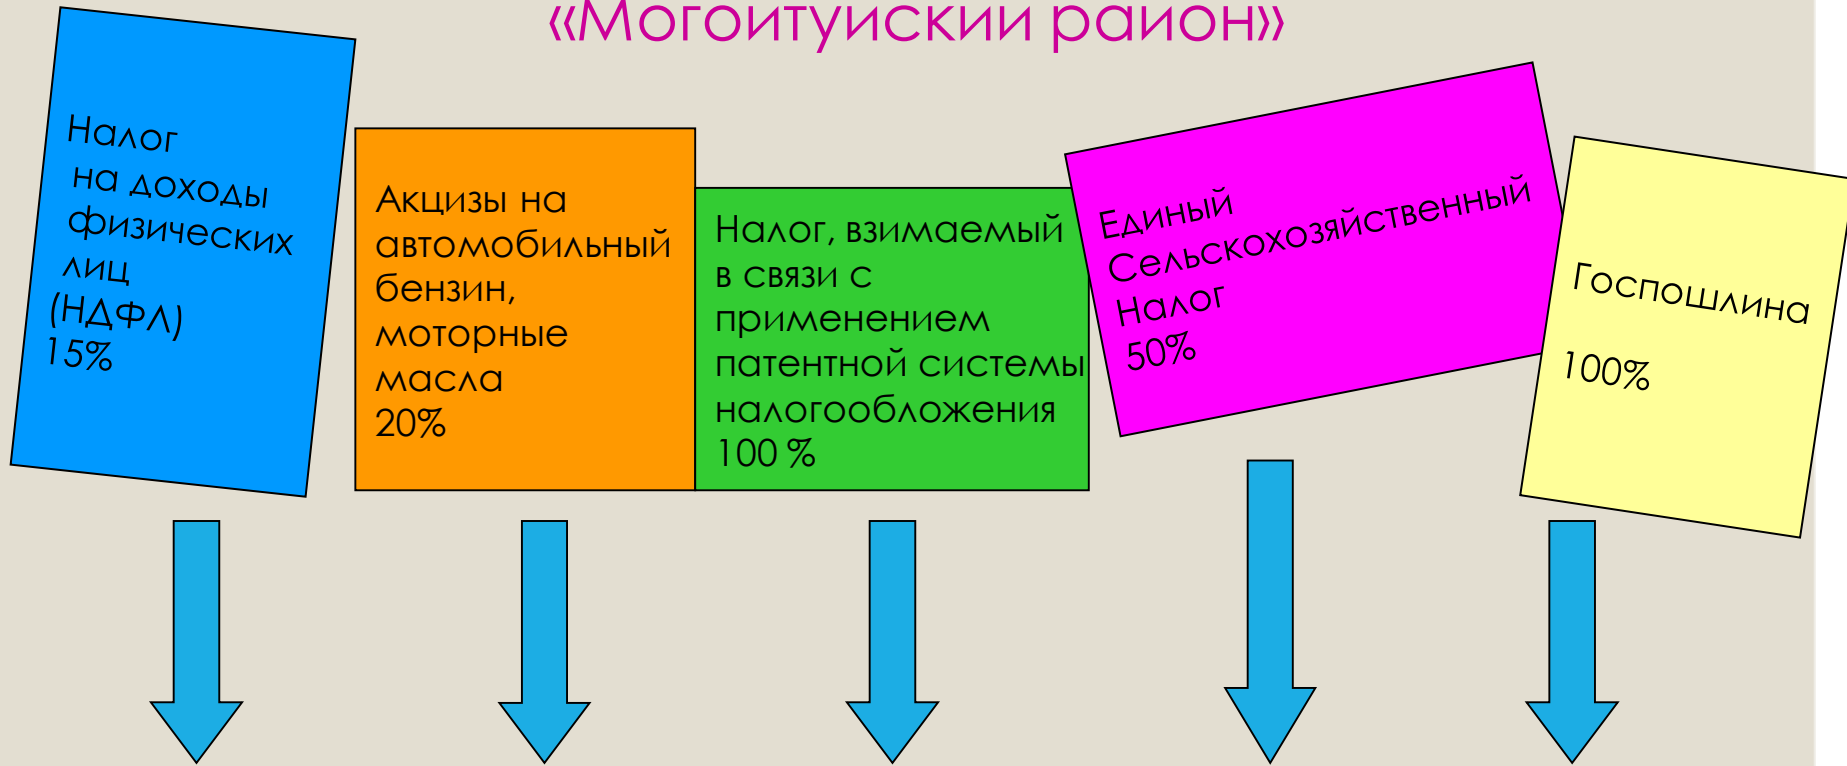 «Могойтуйский район»
Налог
на доходы
физических
лиц
(НДФЛ)
15%
Акцизы на
автомобильный
бензин,
моторные
масла
20%
Налог, взимаемый
в связи с
применением
патентной системы
налогообложения
100 %
Единый
Сельскохозяйственный
Налог
50%
Госпошлина
100%